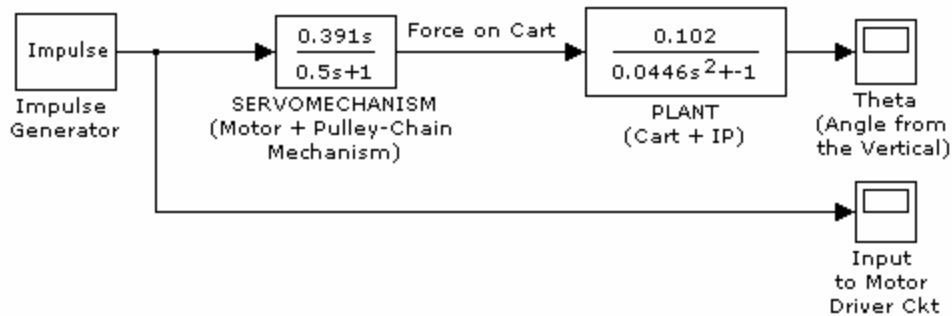 Impulse
Impulse
Generator
0.391s
0.5s+1
SERVOMECHANISM
(Motor + Pulley-Chain
Mechanism)
Force on Cart
0.102
0.0446s²+-1
PLANT
(Cart + IP)
Theta
(Angle from
the Vertical)
Input
to Motor
Driver Ckt